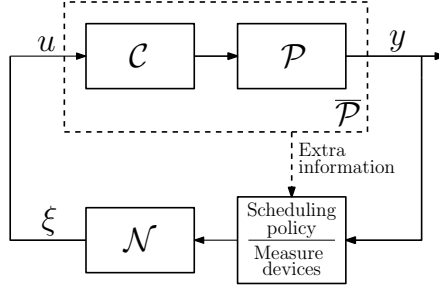 u
C
P
y
P̅
Extra
information
ξ
N
Scheduling
policy
Measure
devices